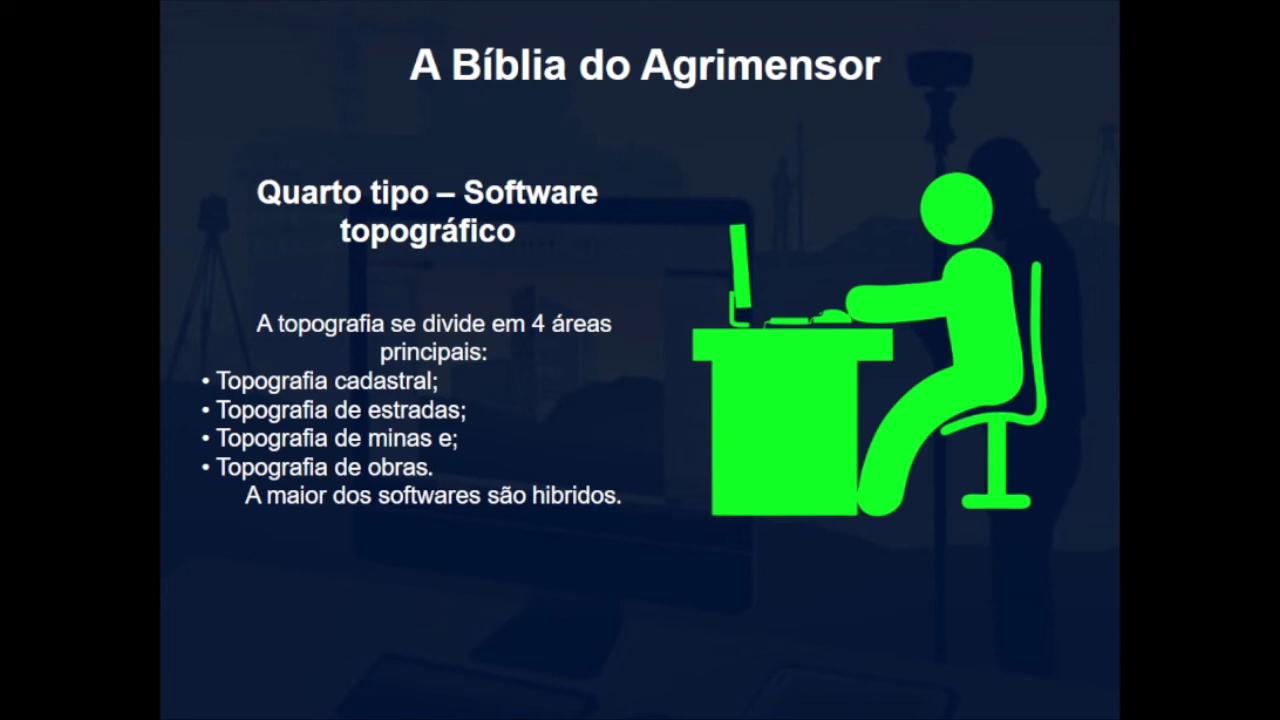 A Bíblia do Agrimensor
Quarto tipo – Software
topográfico
A topografia se divide em 4 áreas
principais:
• Topografia cadastral;
• Topografia de estradas;
• Topografia de minas e;
• Topografia de obras.
A maior dos softwares são hibridos.